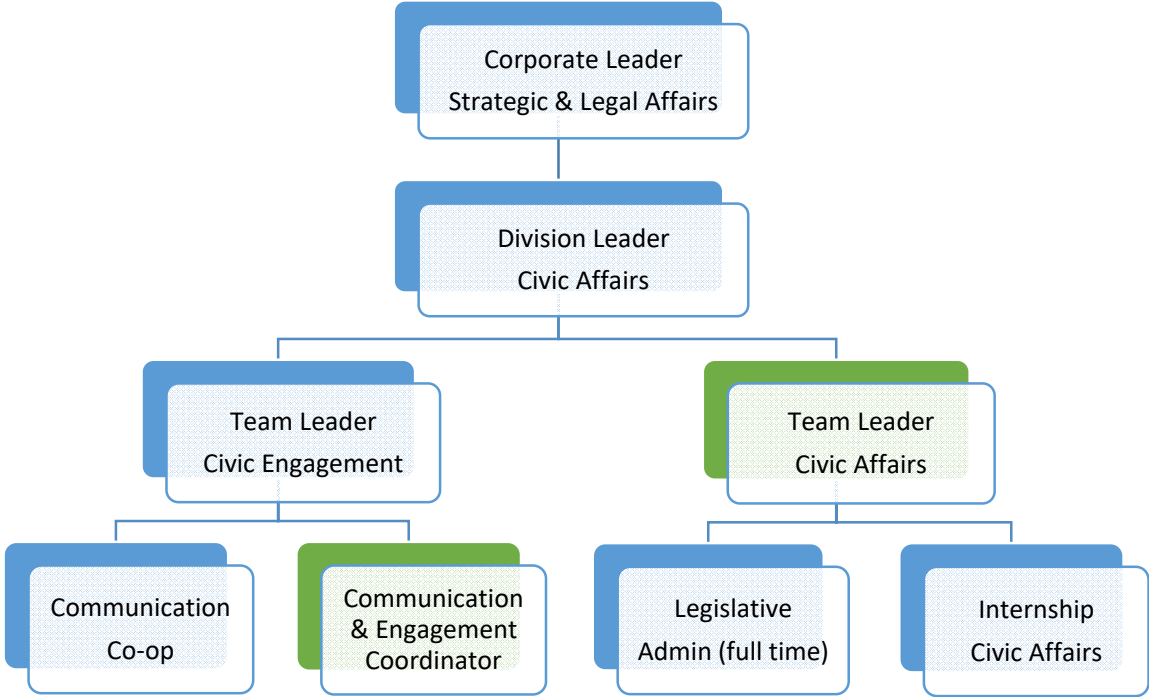 Corporate Leader
Strategic & Legal Affairs
Division Leader
Civic Affairs
Team Leader
Civic Engagement
Team Leader
Civic Affairs
Communication
Co-op
Communication
& Engagement
Coordinator
Legislative
Admin (full time)
Internship
Civic Affairs